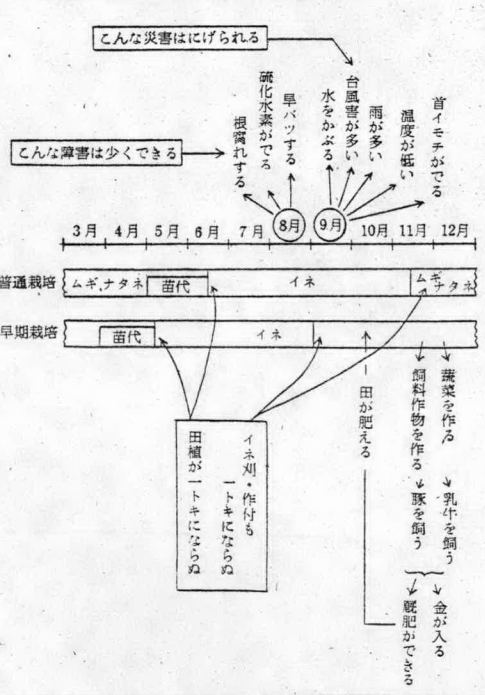 こんな災害はにげられる
こんな障害は少くできる
根腐れする
硫化水素がでる
旱バツする
水をかぶる
台風害が多い
雨が多い
温度が低い
首イモチがでる
3月 4月 5月 6月 7月 8月 9月 10月 11月 12月
普通栽培
ムギ,ナタネ 苗代 イネ ムギ,ナタネ
早期栽培
苗代 イネ
イネ刈・作付も
一トキにならぬ
田植が一トキにならぬ
田が肥える
蔬菜を作る
乳牛を飼う
飼料作物を作る
豚を飼う
金が入る
厩肥ができる